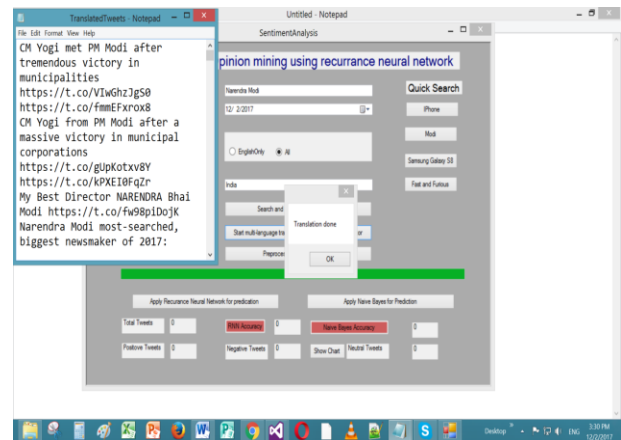 TranslatedTweets - Notepad
File Edit Format View Help
CM Yogi met PM Modi after
tremendous victory in
municipalities
https://t.co/VIwGhzJgS0
https://t.co/fmmEFxrox8
CM Yogi from PM Modi after a
massive victory in municipal
corporations
https://t.co/gUpKotxv8Y
https://t.co/kPXEI0FqZr
My Best Director NARENDRA Bhai
Modi https://t.co/fw98piDojK
Narendra Modi most-searched,
biggest newsmaker of 2017:
Untitled - Notepad
SentimentAnalysis
pinion mining using recurrance neural network
Narendra Modi
12/ 2/2017
EnglishOnly All
India
Search and
Start multi-language tra or
Preproce
Quick Search
IPhone
Modi
Samsung Galaxy S8
Fast and Furious
Translation done
OK
Apply Recurance Neural Network for predication
Apply Naive Bayes for Prediction
Total Tweets 0 RNN Accuracy 0 Naive Bayes Accuracy 0
Postiove Tweets 0 Negative Tweets 0 Show Chart Neutral Tweets 0
Desktop ENG 3:30 PM
12/2/2017